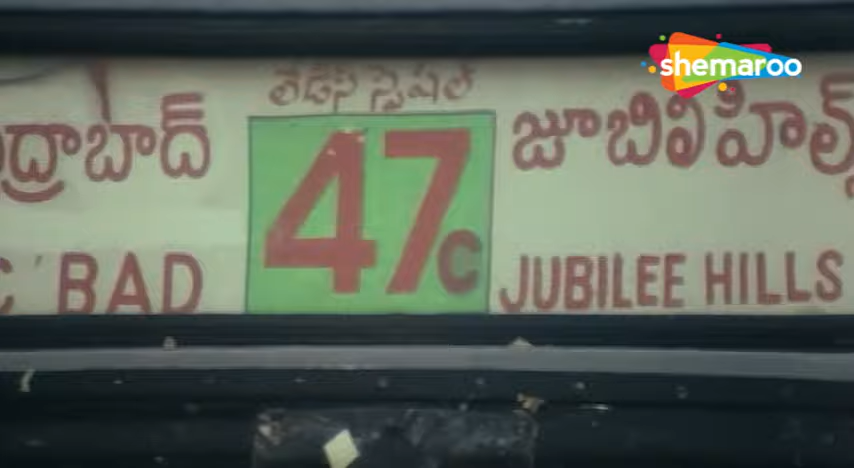 shemaroo
లేడీస్ స్పెషల్
ద్రాబాద్ 47C జూబిలిహిల్స్
C'BAD JUBILEE HILLS